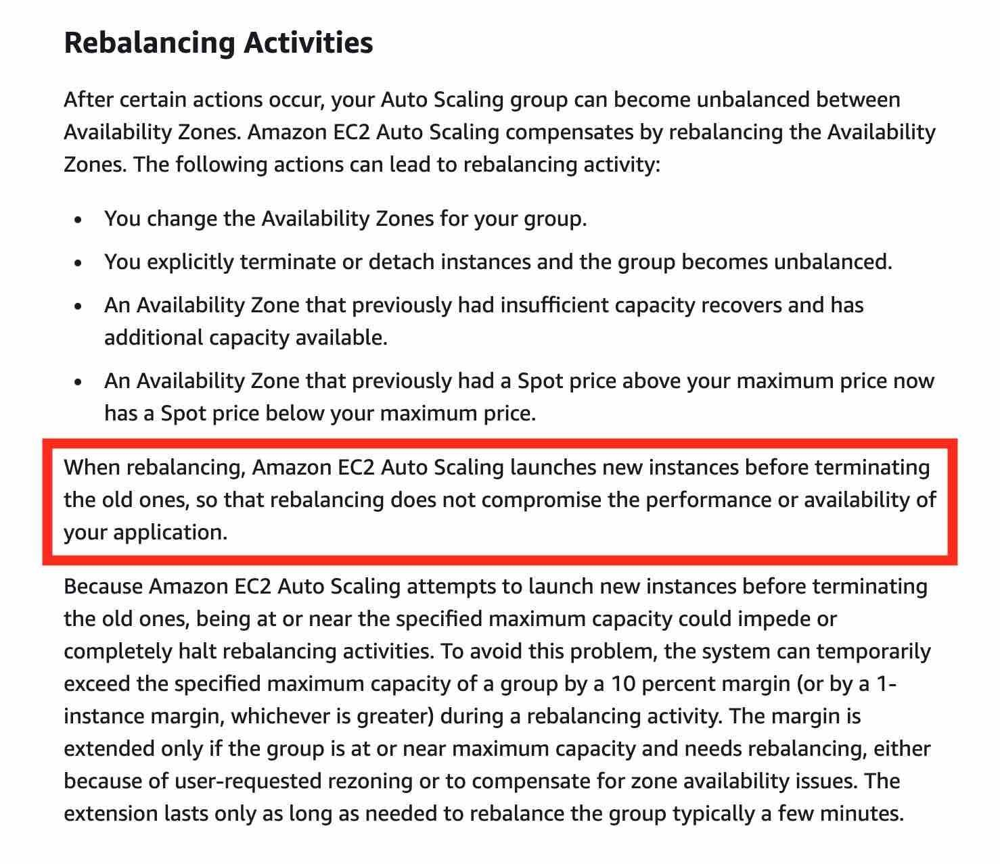 Rebalancing Activities
After certain actions occur, your Auto Scaling group can become unbalanced between
Availability Zones. Amazon EC2 Auto Scaling compensates by rebalancing the Availability
Zones. The following actions can lead to rebalancing activity:
• You change the Availability Zones for your group.
• You explicitly terminate or detach instances and the group becomes unbalanced.
• An Availability Zone that previously had insufficient capacity recovers and has
additional capacity available.
• An Availability Zone that previously had a Spot price above your maximum price now
has a Spot price below your maximum price.
When rebalancing, Amazon EC2 Auto Scaling launches new instances before terminating
the old ones, so that rebalancing does not compromise the performance or availability of
your application.
Because Amazon EC2 Auto Scaling attempts to launch new instances before terminating
the old ones, being at or near the specified maximum capacity could impede or
completely halt rebalancing activities. To avoid this problem, the system can temporarily
exceed the specified maximum capacity of a group by a 10 percent margin (or by a 1-
instance margin, whichever is greater) during a rebalancing activity. The margin is
extended only if the group is at or near maximum capacity and needs rebalancing, either
because of user-requested rezoning or to compensate for zone availability issues. The
extension lasts only as long as needed to rebalance the group typically a few minutes.